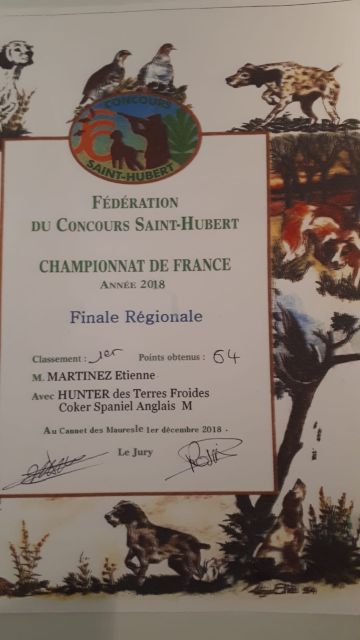 CONCOURS
SAINT-HUBERT
FÉDÉRATION
DU CONCOURS SAINT-HUBERT
CHAMPIONNAT DE FRANCE
ANNÉE 2018
Finale Régionale
Classement : 1er Points obtenus : 64
M. MARTINEZ Etienne
Avec HUNTER des Terres Froides
Coker Spaniel Anglais M
Au Cannet des Maures le 1er décembre 2018 .
Le Jury